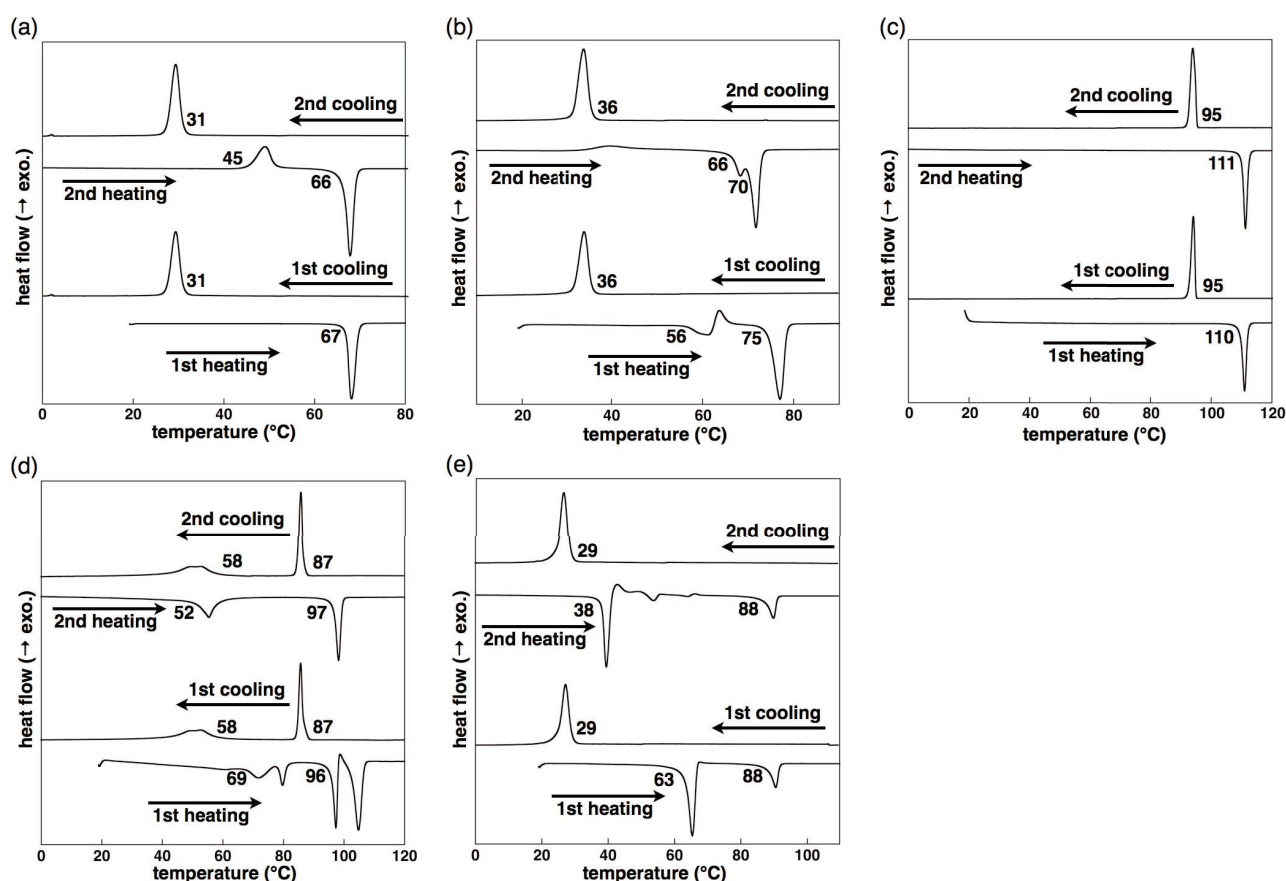 (a)
heat flow (→ exo.)
2nd cooling
31
45
66
2nd heating
1st cooling
31
67
1st heating
0 20 40 60 80
temperature (°C)
(b)
heat flow (→ exo.)
2nd cooling
36
66
70
2nd heating
1st cooling
36
56
75
1st heating
20 40 60 80
temperature (°C)
(c)
heat flow (→ exo.)
2nd cooling
95
111
2nd heating
1st cooling
95
110
1st heating
0 20 40 60 80 100 120
temperature (°C)
(d)
heat flow (→ exo.)
2nd cooling
58
87
52
97
2nd heating
1st cooling
58
87
69
96
1st heating
0 20 40 60 80 100 120
temperature (°C)
(e)
heat flow (→ exo.)
2nd cooling
29
38
88
2nd heating
1st cooling
29
63
88
1st heating
0 20 40 60 80 100
temperature (°C)